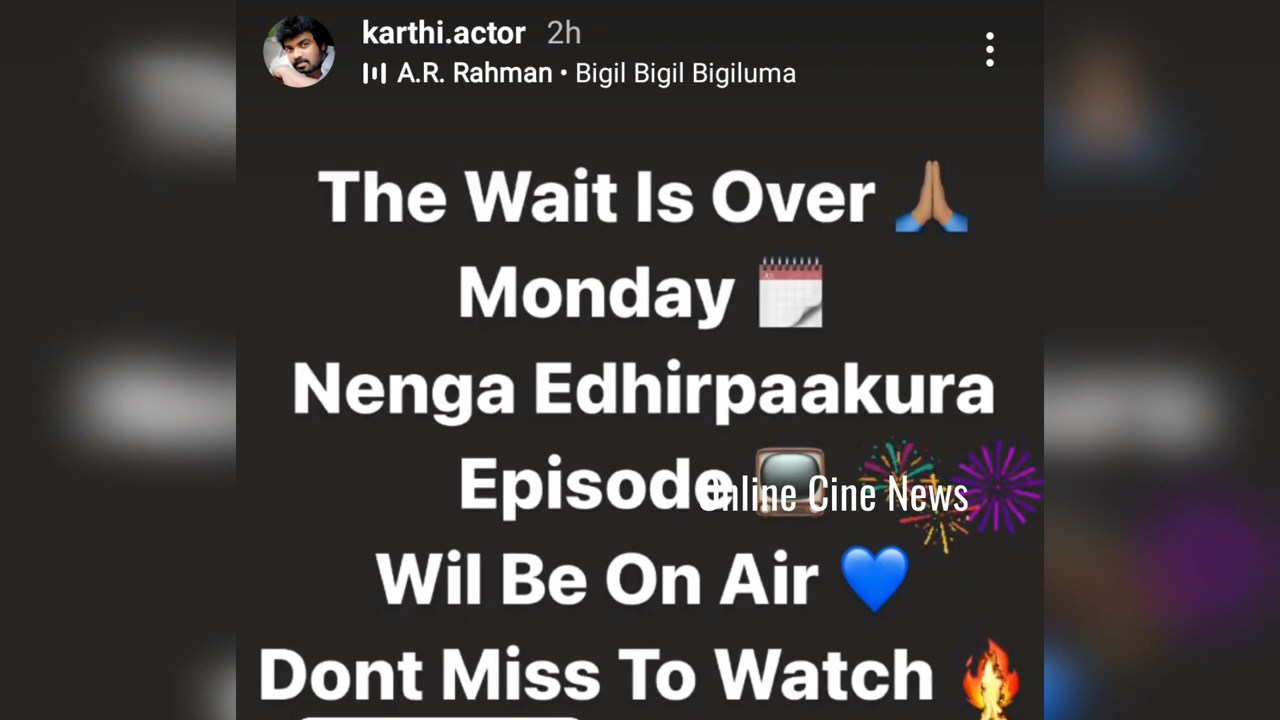 karthi.actor 2h
A.R. Rahman • Bigil Bigil Bigiluma
The Wait Is Over 🙏🏽
Monday 🗓️
Nenga Edhirpaakura
Episode 📺 🎆
Online Cine News
Wil Be On Air 💙
Dont Miss To Watch 🔥